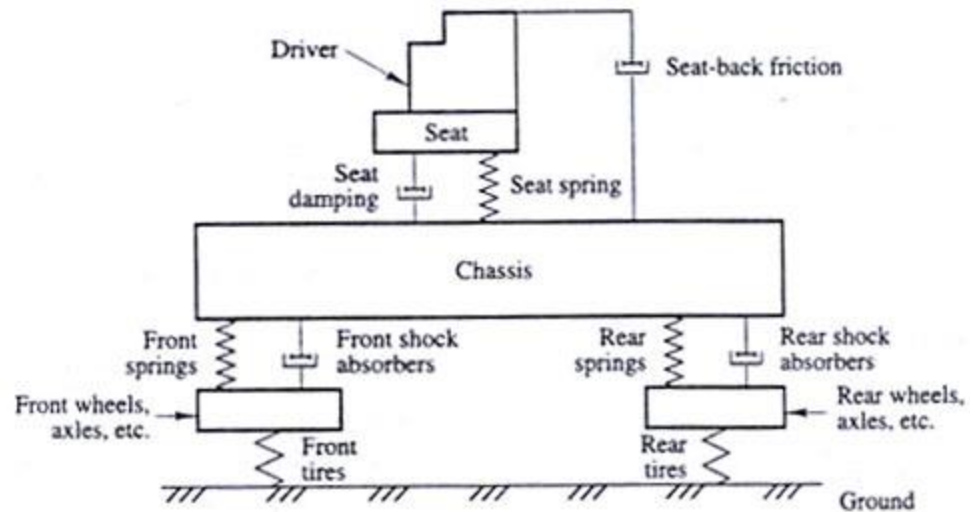 Driver
Seat-back friction
Seat
Seat
damping
Seat spring
Chassis
Front
springs
Front shock
absorbers
Rear
springs
Rear shock
absorbers
Front wheels,
axles, etc.
Rear wheels,
axles, etc.
Front
tires
Rear
tires
Ground